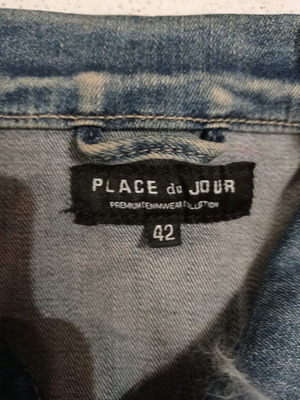 PLACE du JOUR
PREMIUM DENIMWEAR COLLECTION
42